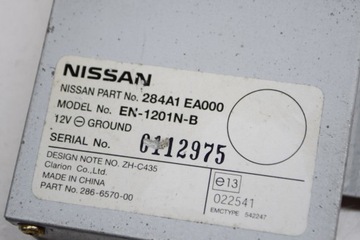 NISSAN
NISSAN PART No. 284A1 EA000
MODEL No. EN-1201N-B
12V ⊖ GROUND
SERIAL No. C112975
DESIGN NOTE NO. ZH-C435
Clarion Co.,Ltd.
MADE IN CHINA
PART No. 286-6570-00
e13
022541
EMCTYPE 542247